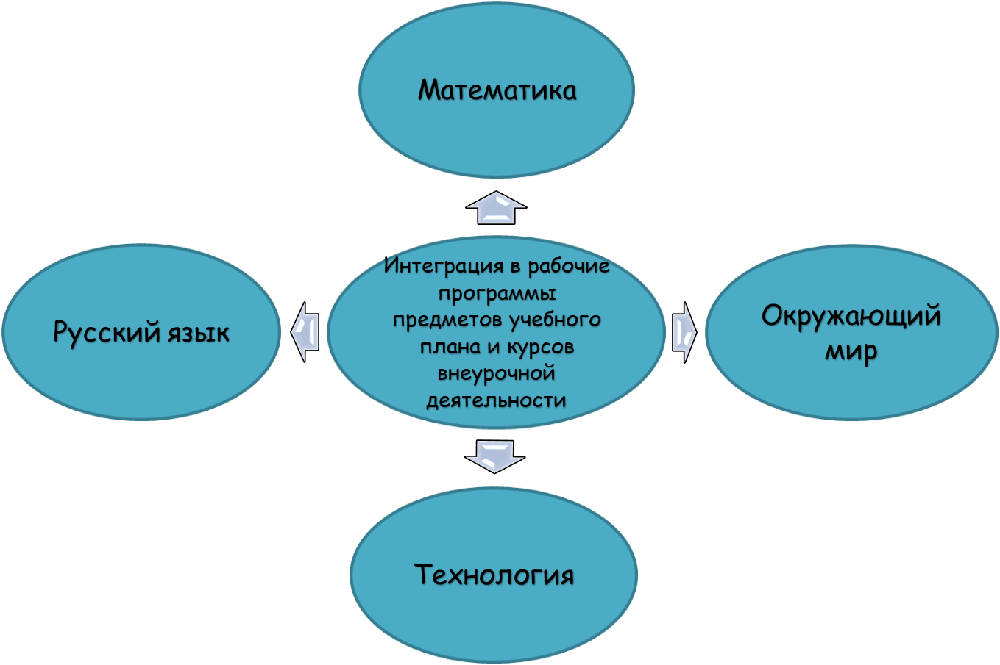 Математика
Интеграция в рабочие
программы
предметов учебного
плана и курсов
внеурочной
деятельности
Русский язык
Окружающий
мир
Технология